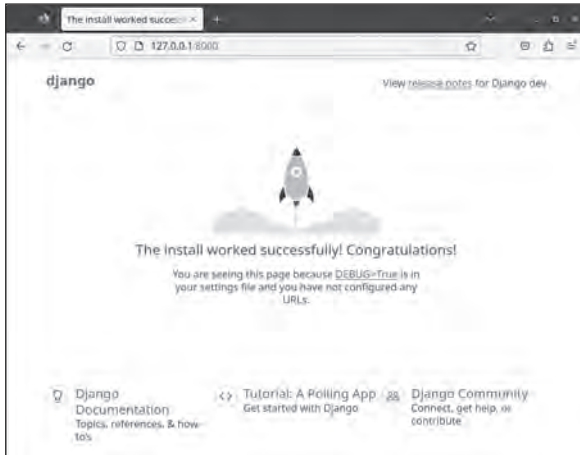 The install worked succes
127.0.0.1:8000
django
View release notes for Django dev
The install worked successfully! Congratulations!
You are seeing this page because DEBUG=True is in
your settings file and you have not configured any
URLs.
Django
Documentation
Topics, references, & how-
to's
Tutorial: A Polling App
Get started with Django
Django Community
Connect, get help, or
contribute